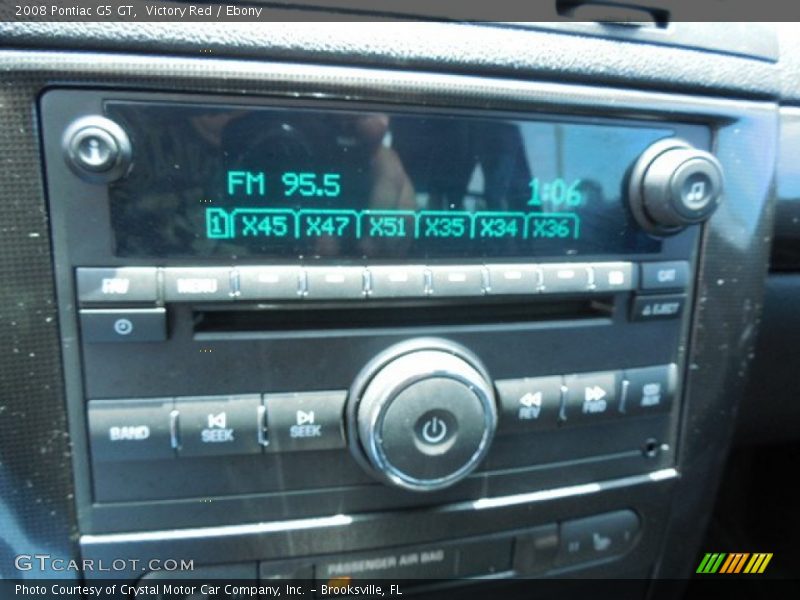 2008 Pontiac G5 GT,  Victory Red / Ebony
FM 95.5
1:06
1 X45 X47 X51 X35 X34 X36
FAV MENU CAT
EJECT
BAND SEEK SEEK REV FWD AUX
PASSENGER AIR BAG
GTCARLOT.COM
Photo Courtesy of Crystal Motor Car Company, Inc. – Brooksville, FL